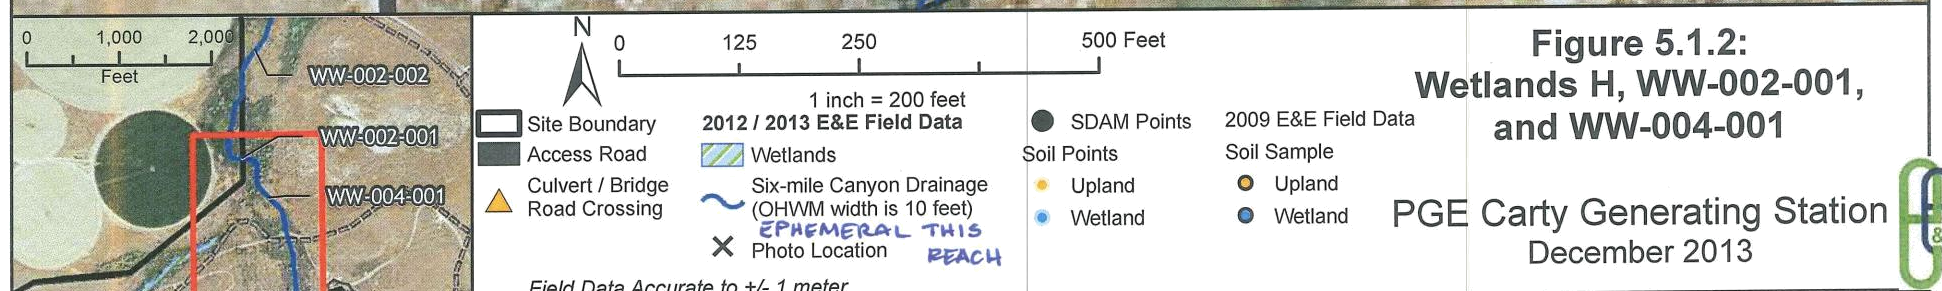 0 1,000 2,000
Feet
WW-002-002
WW-002-001
WW-004-001
N
0 125 250 500 Feet
1 inch = 200 feet
Site Boundary
Access Road
Culvert / Bridge
Road Crossing
2012 / 2013 E&E Field Data
Wetlands
Six-mile Canyon Drainage
(OHWM width is 10 feet)
EPHEMERAL THIS
REACH
Photo Location
Field Data Accurate to +/- 1 meter
SDAM Points
Soil Points
Upland
Wetland
2009 E&E Field Data
Soil Sample
Upland
Wetland
Figure 5.1.2:
Wetlands H, WW-002-001,
and WW-004-001
PGE Carty Generating Station
December 2013
&